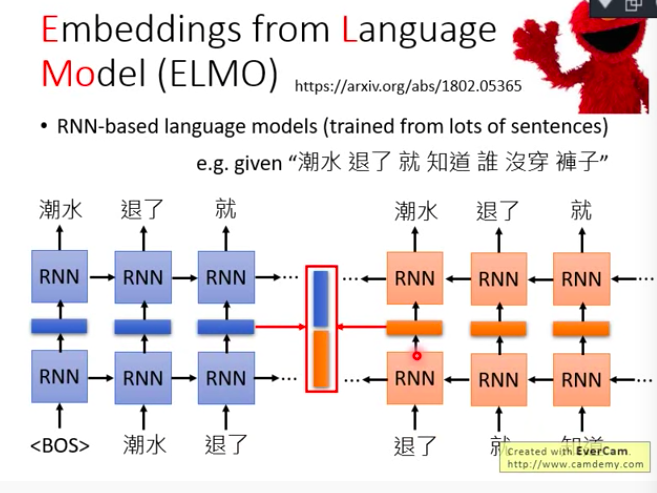 Embeddings from Language
Model (ELMO) https://arxiv.org/abs/1802.05365
• RNN-based language models (trained from lots of sentences)
e.g. given “潮水 退了 就 知道 誰 沒穿 褲子”
潮水 退了 就 潮水 退了 就
RNN RNN RNN ... ... RNN RNN RNN ...
RNN RNN RNN ... ... RNN RNN RNN ...
<BOS> 潮水 退了 退了 就 知道
Created with EverCam.
http://www.camdemy.com